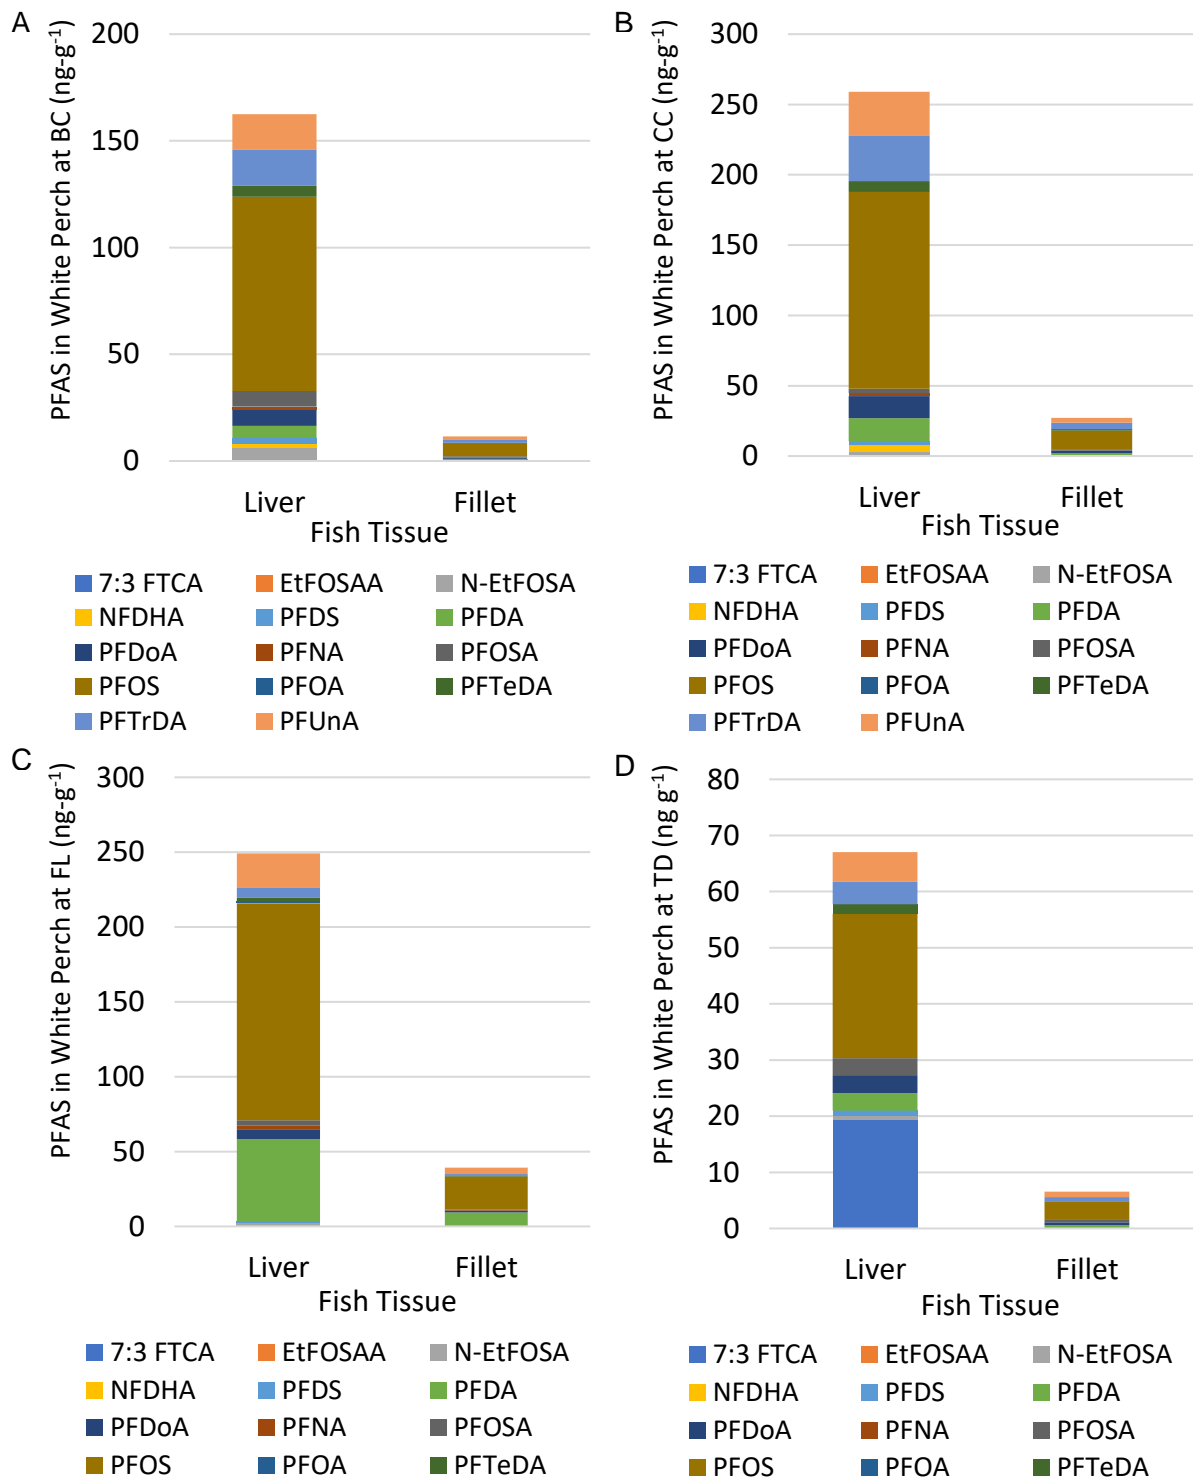 A
PFAS in White Perch at BC (ng-g⁻¹)
200
150
100
50
0
Liver
Fillet
Fish Tissue
7:3 FTCA
EtFOSAA
N-EtFOSA
NFDHA
PFDS
PFDA
PFDoA
PFNA
PFOSA
PFOS
PFOA
PFTeDA
PFTrDA
PFUnA
B
PFAS in White Perch at CC (ng-g⁻¹)
300
250
200
150
100
50
0
Liver
Fillet
Fish Tissue
7:3 FTCA
EtFOSAA
N-EtFOSA
NFDHA
PFDS
PFDA
PFDoA
PFNA
PFOSA
PFOS
PFOA
PFTeDA
PFTrDA
PFUnA
C
PFAS in White Perch at FL (ng-g⁻¹)
300
250
200
150
100
50
0
Liver
Fillet
Fish Tissue
7:3 FTCA
EtFOSAA
N-EtFOSA
NFDHA
PFDS
PFDA
PFDoA
PFNA
PFOSA
PFOS
PFOA
PFTeDA
D
PFAS in White Perch at TD (ng g⁻¹)
80
70
60
50
40
30
20
10
0
Liver
Fillet
Fish Tissue
7:3 FTCA
EtFOSAA
N-EtFOSA
NFDHA
PFDS
PFDA
PFDoA
PFNA
PFOSA
PFOS
PFOA
PFTeDA